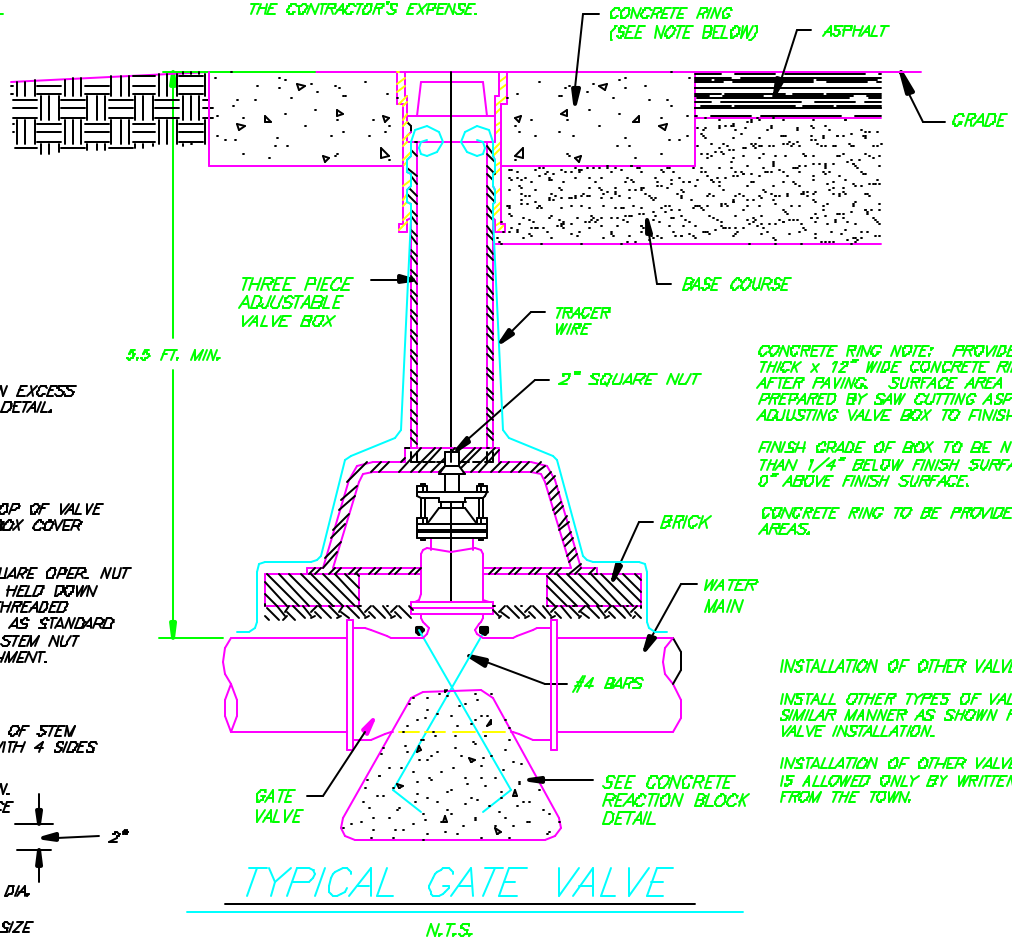 THE CONTRACTOR'S EXPENSE.
CONCRETE RING
(SEE NOTE BELOW)
ASPHALT
GRADE
BASE COURSE
THREE PIECE
ADJUSTABLE
VALVE BOX
TRACER
WIRE
5.5 FT. MIN.
2" SQUARE NUT
CONCRETE RING NOTE: PROVIDE
THICK x 12" WIDE CONCRETE RI
AFTER PAVING. SURFACE AREA
PREPARED BY SAW CUTTING ASP
ADJUSTING VALVE BOX TO FINISH
FINISH GRADE OF BOX TO BE N
THAN 1/4" BELOW FINISH SURFA
0" ABOVE FINISH SURFACE.
CONCRETE RING TO BE PROVIDE
AREAS.
N EXCESS
DETAIL.
OP OF VALVE
OX COVER
UARE OPER. NUT
HELD DOWN
THREADED
AS STANDARD
STEM NUT
HMENT.
OF STEM
ITH 4 SIDES
N.
CE
2"
DIA.
SIZE
BRICK
WATER
MAIN
#4 BARS
GATE
VALVE
SEE CONCRETE
REACTION BLOCK
DETAIL
INSTALLATION OF OTHER VALVE
INSTALL OTHER TYPES OF VAL
SIMILAR MANNER AS SHOWN F
VALVE INSTALLATION.
INSTALLATION OF OTHER VALVE
IS ALLOWED ONLY BY WRITTEN
FROM THE TOWN.
TYPICAL GATE VALVE
N.T.S.